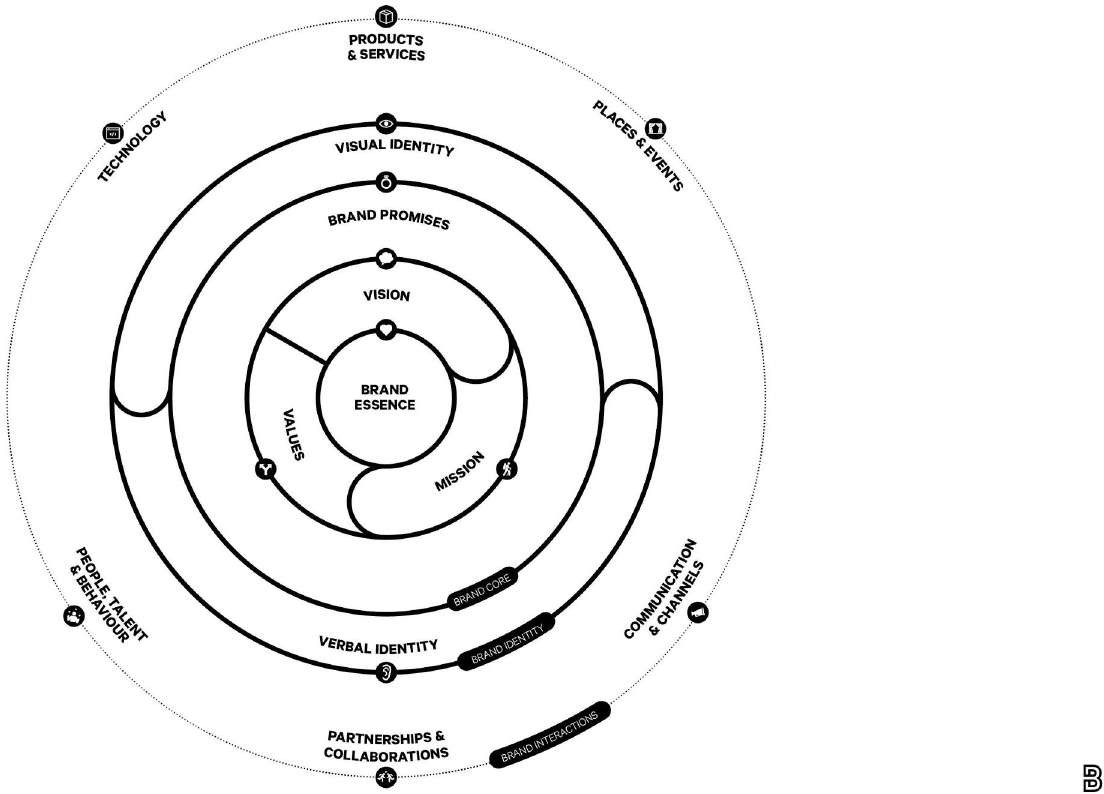 PRODUCTS
& SERVICES
TECHNOLOGY
PLACES & EVENTS
VISUAL IDENTITY
BRAND PROMISES
VISION
BRAND
ESSENCE
VALUES
MISSION
BRAND CORE
PEOPLE, TALENT
& BEHAVIOUR
COMMUNICATION
& CHANNELS
VERBAL IDENTITY
BRAND IDENTITY
PARTNERSHIPS &
COLLABORATIONS
BRAND INTERACTIONS
B